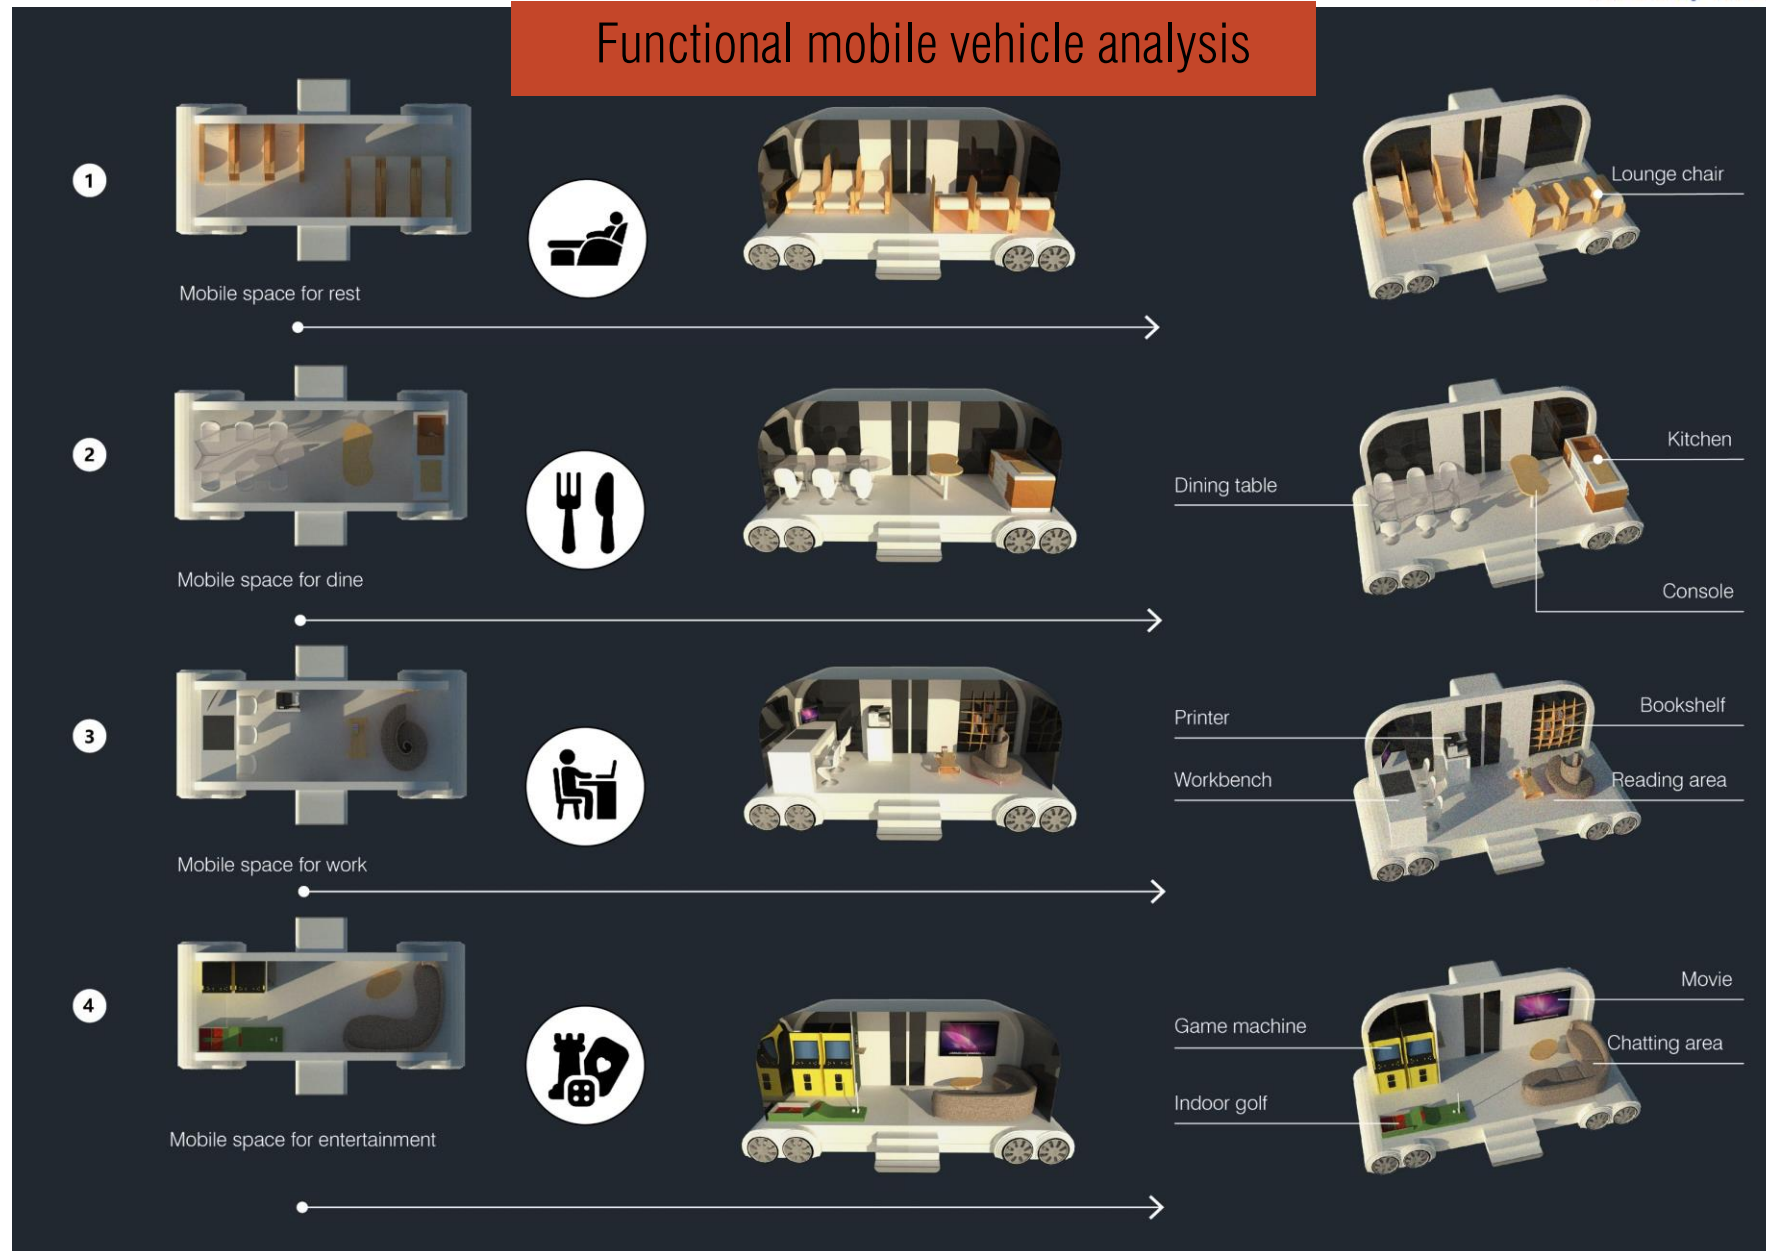 Functional mobile vehicle analysis
1
Lounge chair
Mobile space for rest
2
Kitchen
Dining table
Console
Mobile space for dine
3
Printer
Bookshelf
Workbench
Reading area
Mobile space for work
4
Movie
Game machine
Chatting area
Indoor golf
Mobile space for entertainment